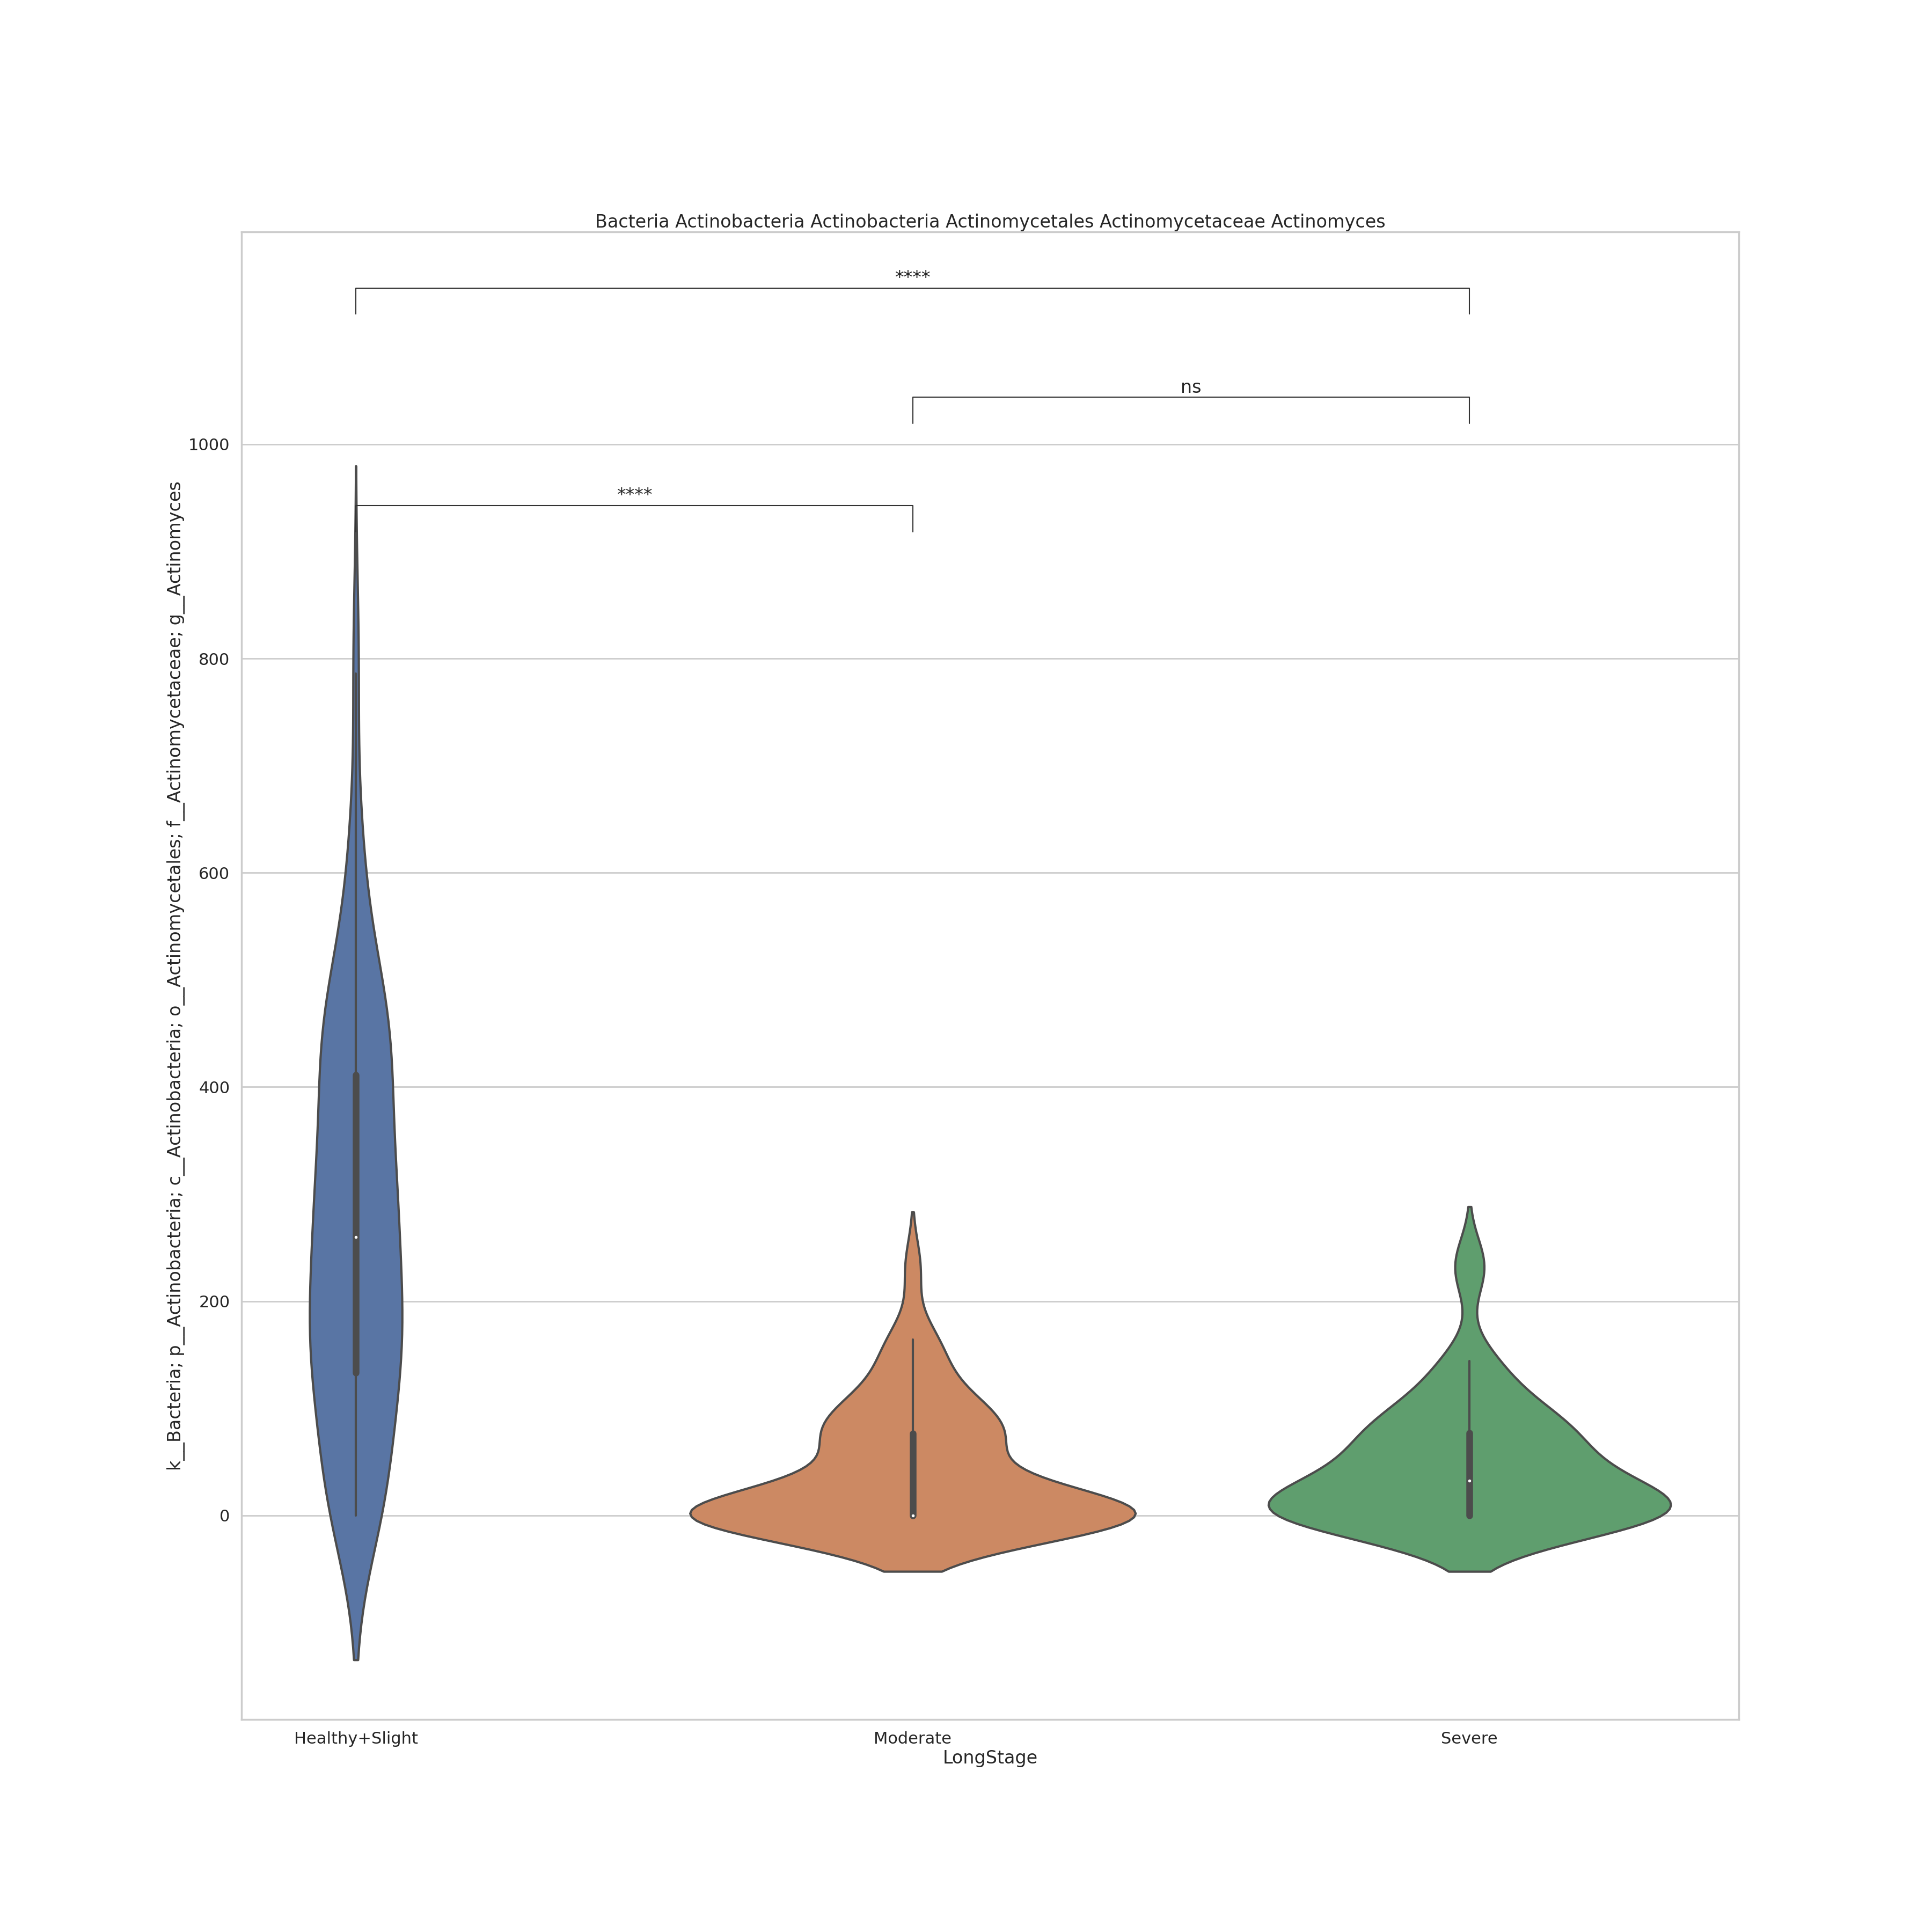 Bacteria Actinobacteria Actinobacteria Actinomycetales Actinomycetaceae Actinomyces
****
ns
****
1000
800
600
400
200
0
k__Bacteria; p__Actinobacteria; c__Actinobacteria; o__Actinomycetales; f__Actinomycetaceae; g__Actinomyces
Healthy+Slight
Moderate
Severe
LongStage